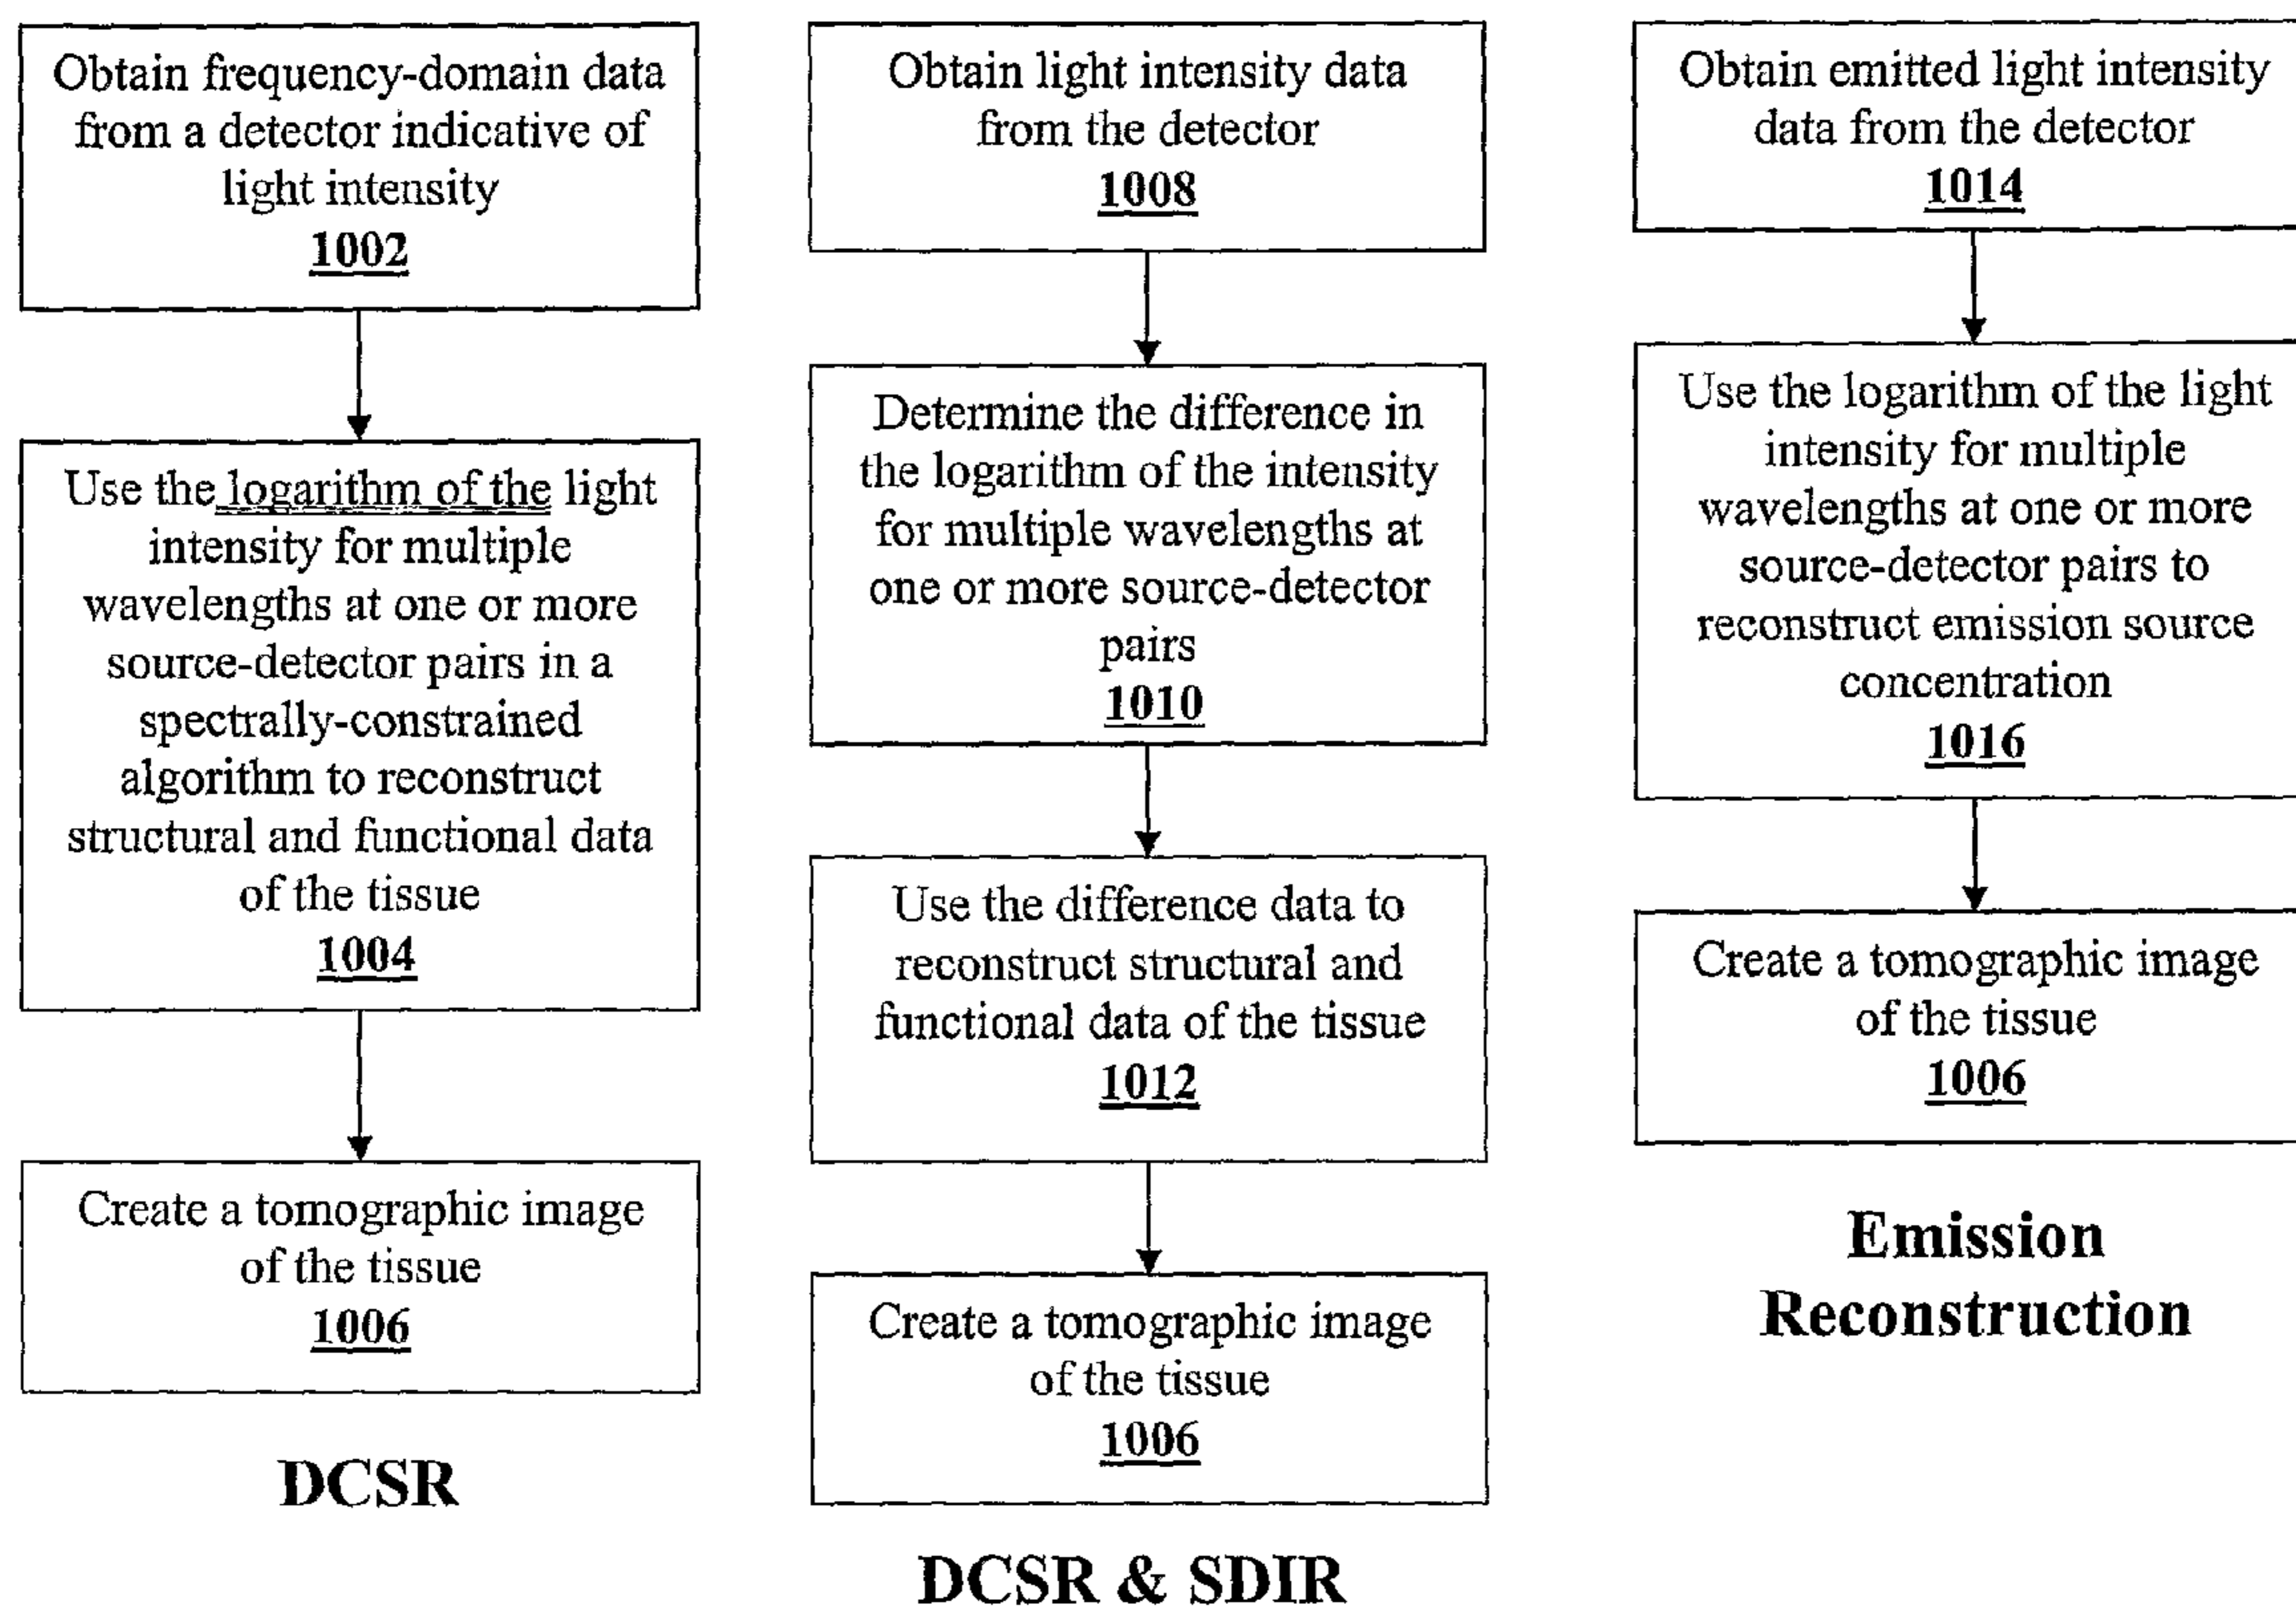 Obtain frequency-domain data
from a detector indicative of
light intensity
1002
Use the logarithm of the light
intensity for multiple
wavelengths at one or more
source-detector pairs in a
spectrally-constrained
algorithm to reconstruct
structural and functional data
of the tissue
1004
Create a tomographic image
of the tissue
1006
DCSR
Obtain light intensity data
from the detector
1008
Determine the difference in
the logarithm of the intensity
for multiple wavelengths at
one or more source-detector
pairs
1010
Use the difference data to
reconstruct structural and
functional data of the tissue
1012
Create a tomographic image
of the tissue
1006
DCSR & SDIR
Obtain emitted light intensity
data from the detector
1014
Use the logarithm of the light
intensity for multiple
wavelengths at one or more
source-detector pairs to
reconstruct emission source
concentration
1016
Create a tomographic image
of the tissue
1006
Emission
Reconstruction